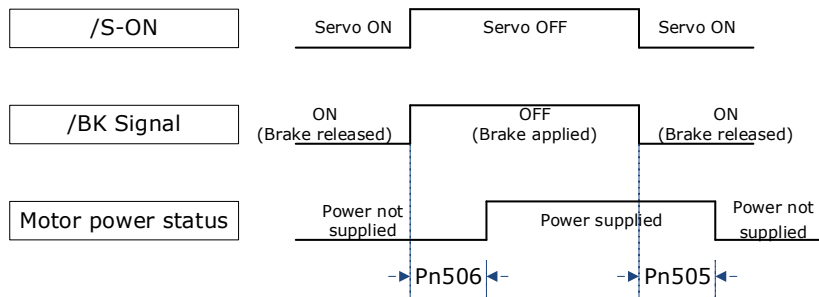 /S-ON
Servo ON
Servo OFF
Servo ON
/BK Signal
ON
(Brake released)
OFF
(Brake applied)
ON
(Brake released)
Motor power status
Power not
supplied
Power supplied
Power not
supplied
Pn506
Pn505